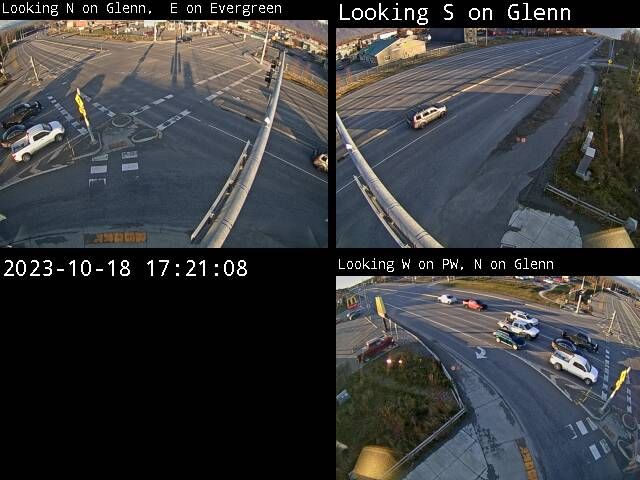 Looking N on Glenn, E on Evergreen
Looking S on Glenn
2023-10-18 17:21:08
Looking W on PW, N on Glenn